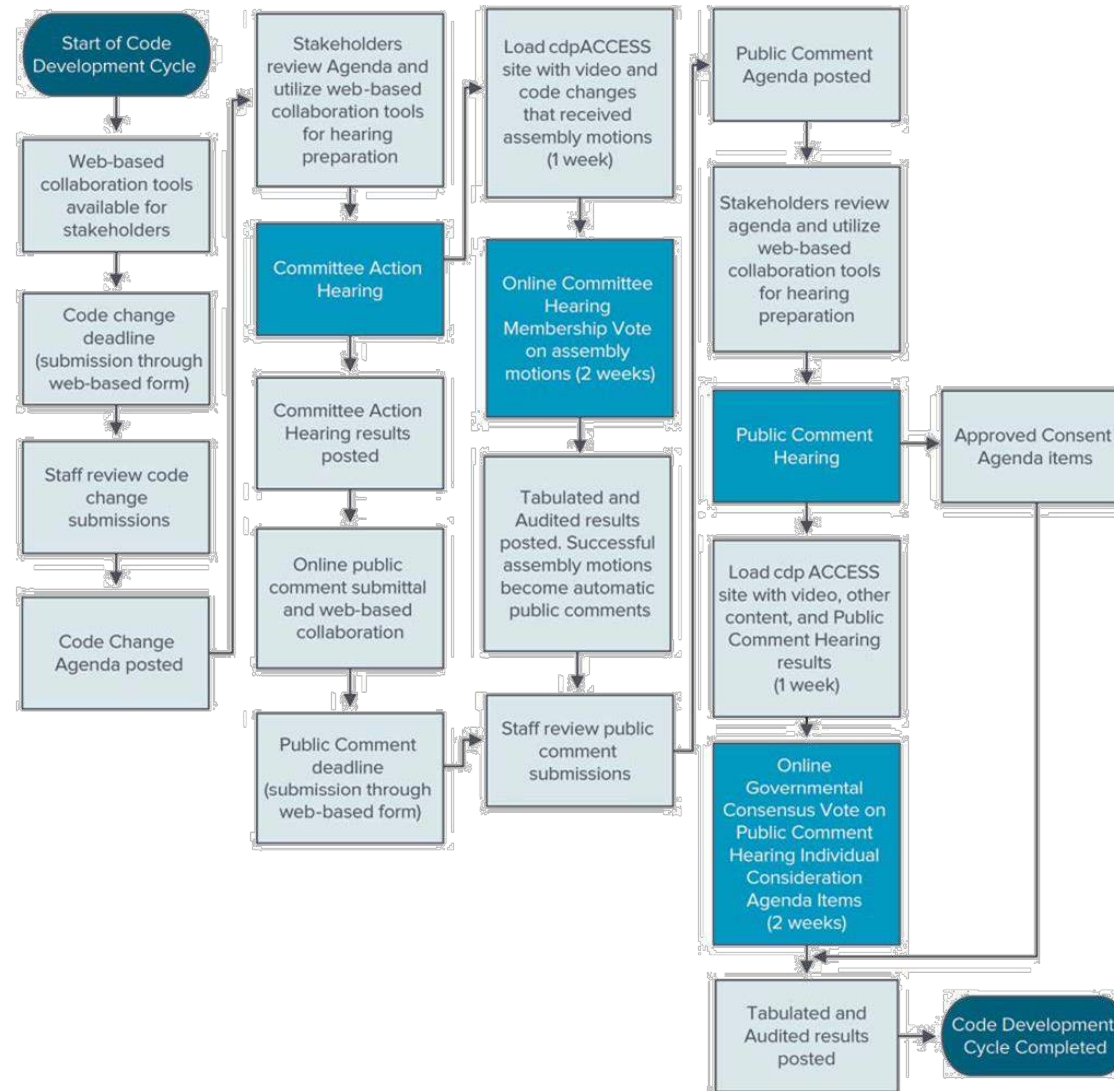 Start of Code
Development Cycle
Web-based
collaboration tools
available for
stakeholders
Code change
deadline
(submission through
web-based form)
Staff review code
change
submissions
Code Change
Agenda posted
Stakeholders
review Agenda and
utilize web-based
collaboration tools
for hearing
preparation
Committee Action
Hearing
Committee Action
Hearing results
posted
Online public
comment submittal
and web-based
collaboration
Public Comment
deadline
(submission through
web-based form)
Load cdpACCESS
site with video and
code changes
that received
assembly motions
(1 week)
Online Committee
Hearing
Membership Vote
on assembly
motions (2 weeks)
Tabulated and
Audited results
posted. Successful
assembly motions
become automatic
public comments
Staff review public
comment
submissions
Public Comment
Agenda posted
Stakeholders review
agenda and utilize
web-based
collaboration tools
for hearing
preparation
Public Comment
Hearing
Approved Consent
Agenda items
Load cdp ACCESS
site with video, other
content, and Public
Comment Hearing
results
(1 week)
Online
Governmental
Consensus Vote on
Public Comment
Hearing Individual
Consideration
Agenda Items
(2 weeks)
Tabulated and
Audited results
posted
Code Development
Cycle Completed